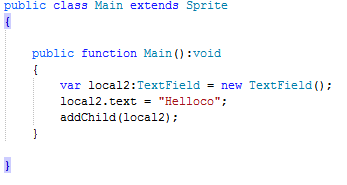 public class Main extends Sprite
{
public function Main():void
{
var local2:TextField = new TextField();
local2.text = "Helloco";
addChild(local2);
}
}